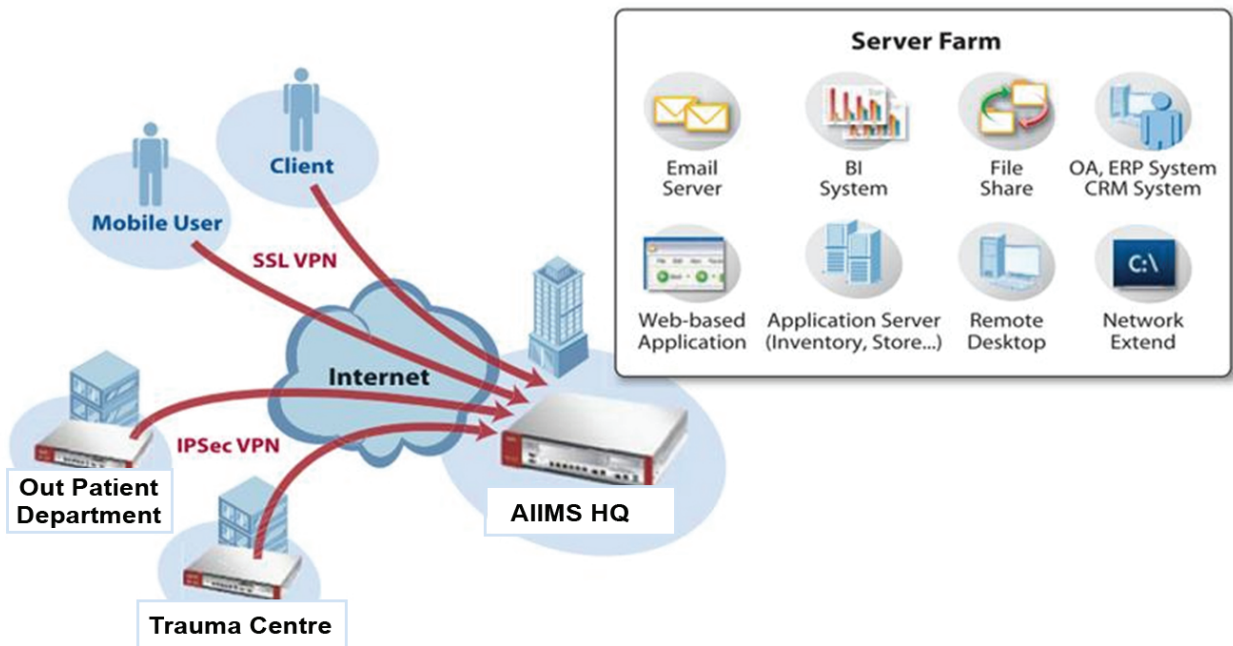 Server Farm
Email
Server
BI
System
File
Share
OA, ERP System
CRM System
Web-based
Application
Application Server
(Inventory, Store...)
Remote
Desktop
C:\
Network
Extend
Client
Mobile User
SSL VPN
Internet
IPSec VPN
Out Patient
Department
AIIMS HQ
Trauma Centre